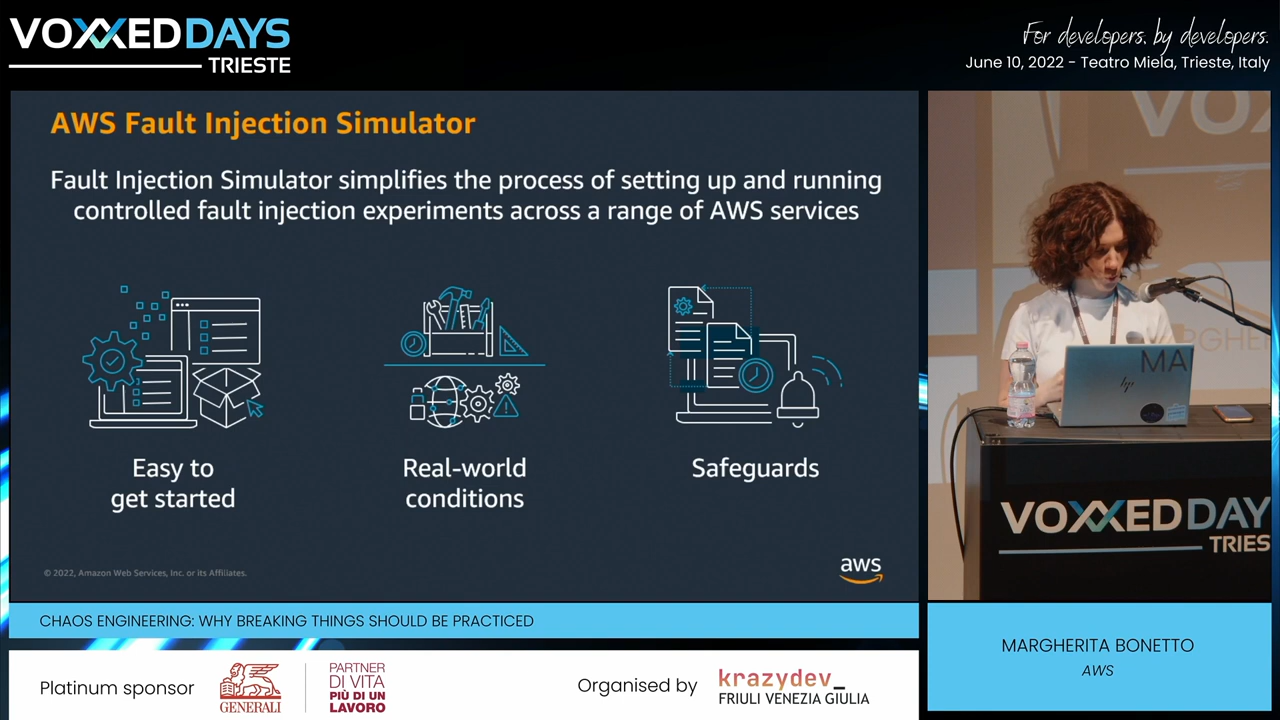 VOXXEDDAYS
TRIESTE
For developers, by developers.
June 10, 2022 - Teatro Miela, Trieste, Italy
AWS Fault Injection Simulator
Fault Injection Simulator simplifies the process of setting up and running
controlled fault injection experiments across a range of AWS services
Easy to
get started
Real-world
conditions
Safeguards
© 2022, Amazon Web Services, Inc. or its Affiliates.
aws
VOX
MA
hp
VOXXEDDAY
TRIES
CHAOS ENGINEERING: WHY BREAKING THINGS SHOULD BE PRACTICED
MARGHERITA BONETTO
AWS
Platinum sponsor
GENERALI
PARTNER
DI VITA
PIÙ DI UN
LAVORO
Organised by
krazydev_
FRIULI VENEZIA GIULIA